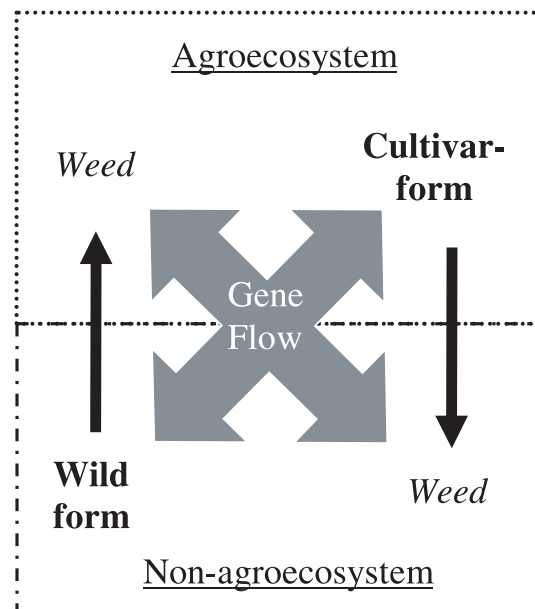 Agroecosystem
Weed
Cultivar-
form
Gene
Flow
Wild
form
Weed
Non-agroecosystem